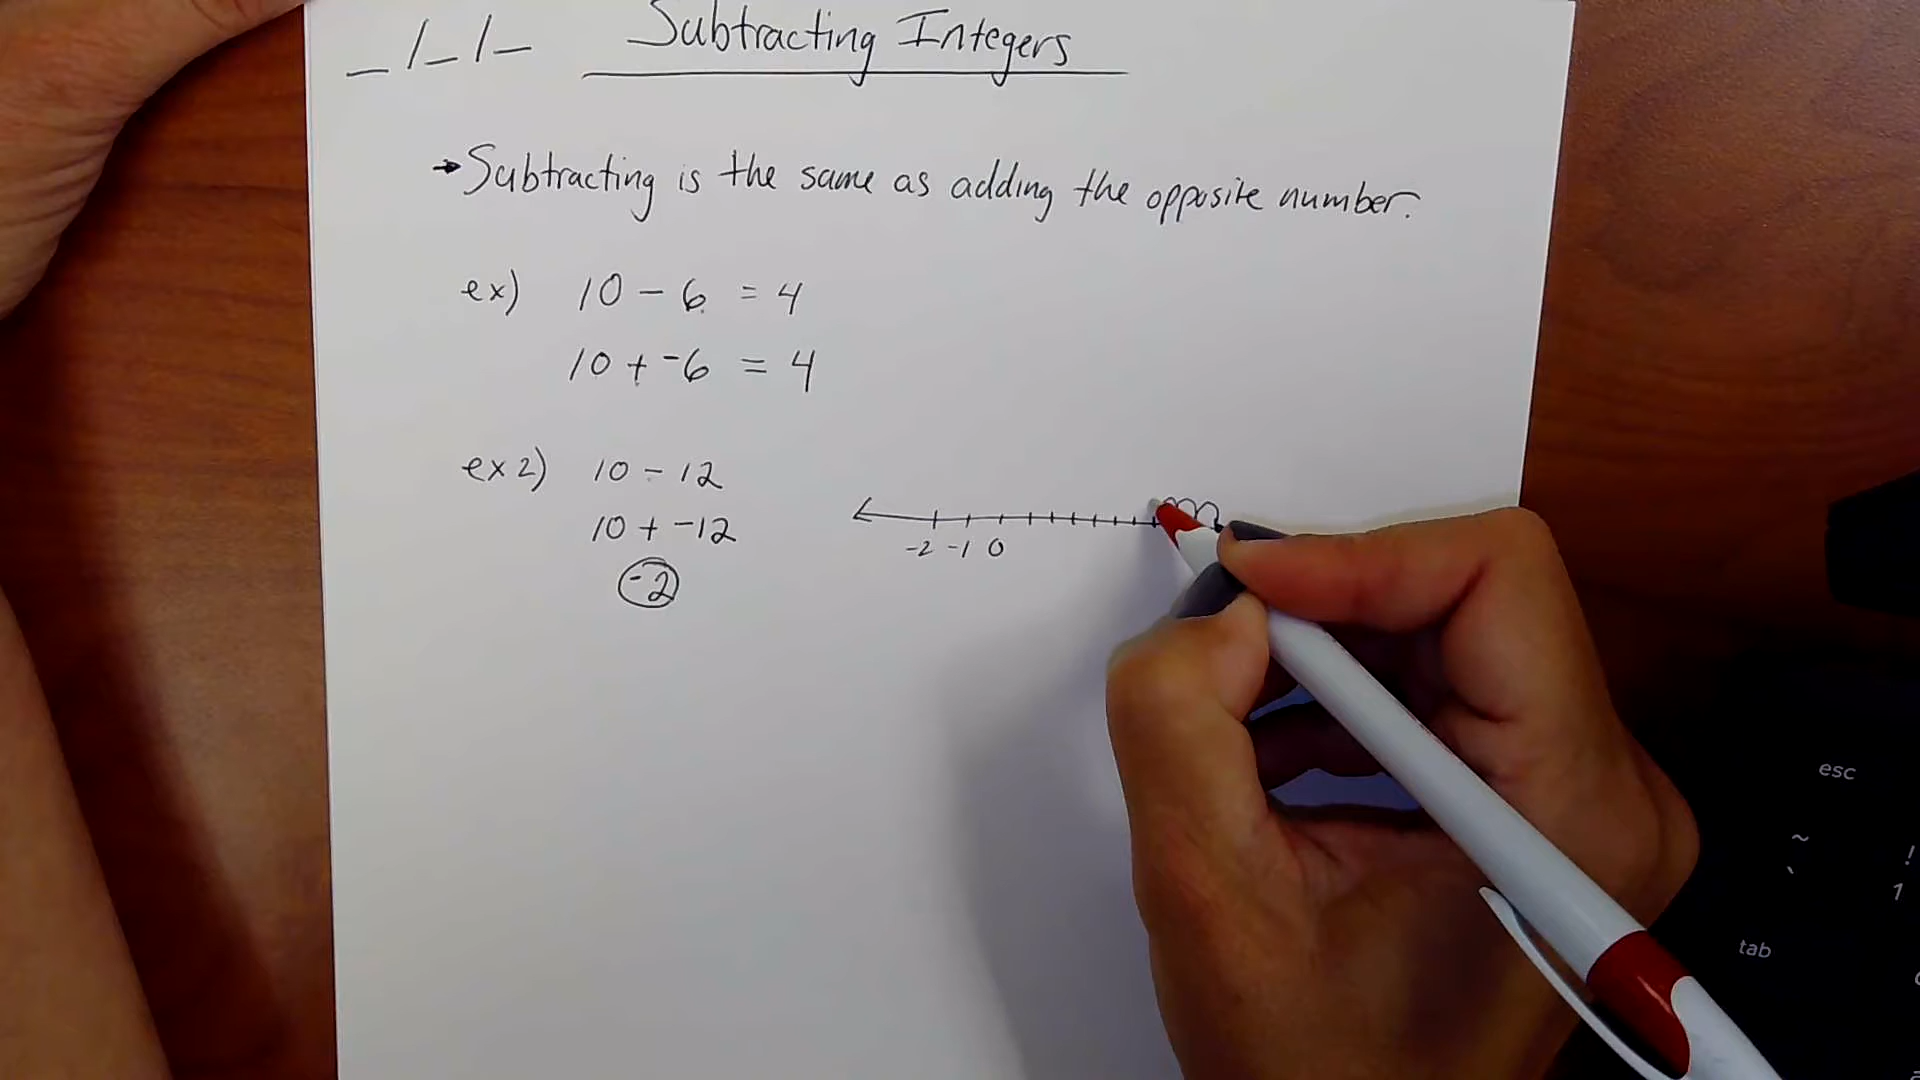 _/_/_ Subtracting Integers
→ Subtracting is the same as adding the opposite number.
ex) 10 - 6 = 4
10 + -6 = 4
ex 2) 10 - 12
10 + -12
-2
-2 -1 0
esc
~
`
!
1
tab